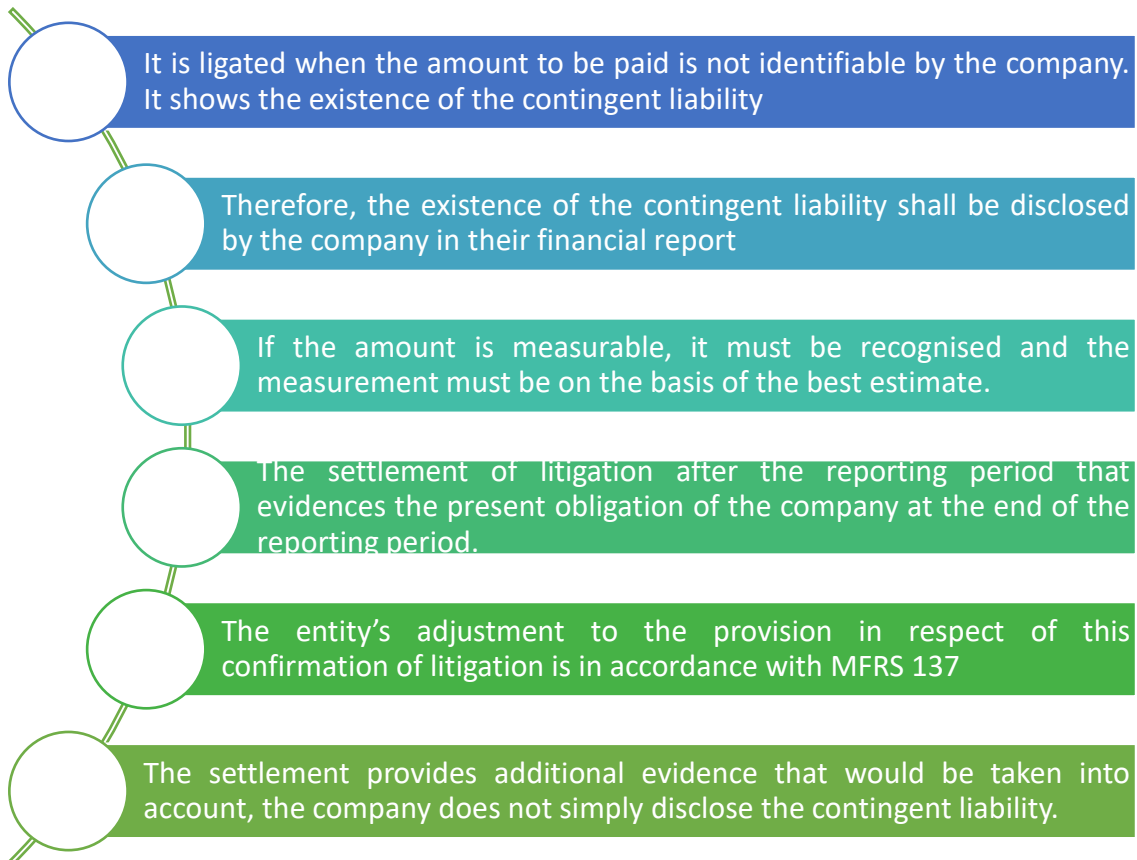 It is ligated when the amount to be paid is not identifiable by the company.
It shows the existence of the contingent liability
Therefore, the existence of the contingent liability shall be disclosed
by the company in their financial report
If the amount is measurable, it must be recognised and the
measurement must be on the basis of the best estimate.
The settlement of litigation after the reporting period that
evidences the present obligation of the company at the end of the
reporting period.
The entity’s adjustment to the provision in respect of this
confirmation of litigation is in accordance with MFRS 137
The settlement provides additional evidence that would be taken into
account, the company does not simply disclose the contingent liability.